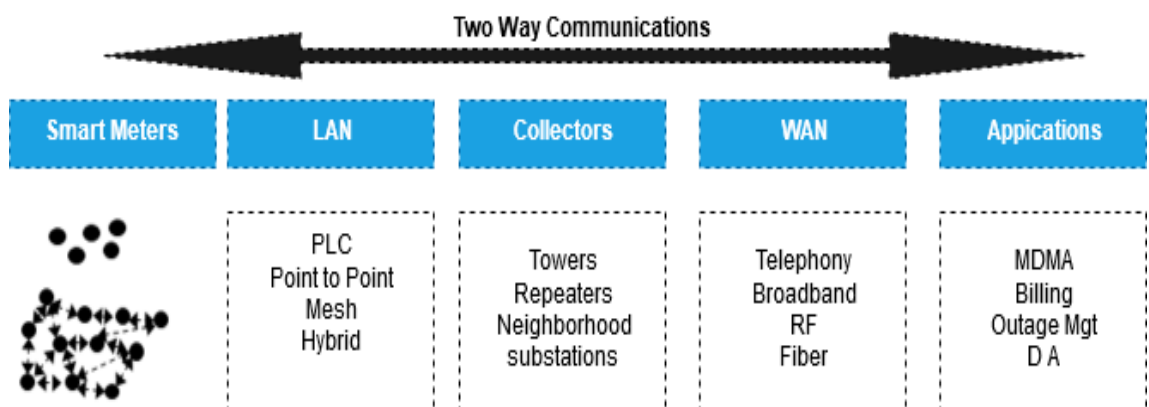 Two Way Communications
Smart Meters
LAN
Collectors
WAN
Appications
PLC
Point to Point
Mesh
Hybrid
Towers
Repeaters
Neighborhood
substations
Telephony
Broadband
RF
Fiber
MDMA
Billing
Outage Mgt
D A